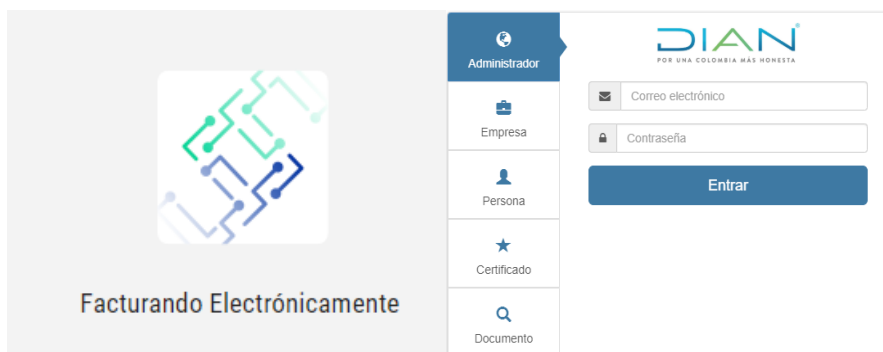 Facturando Electrónicamente
Administrador
Empresa
Persona
Certificado
Documento
DIAN
POR UNA COLOMBIA MÁS HONESTA
Correo electrónico
Contraseña
Entrar